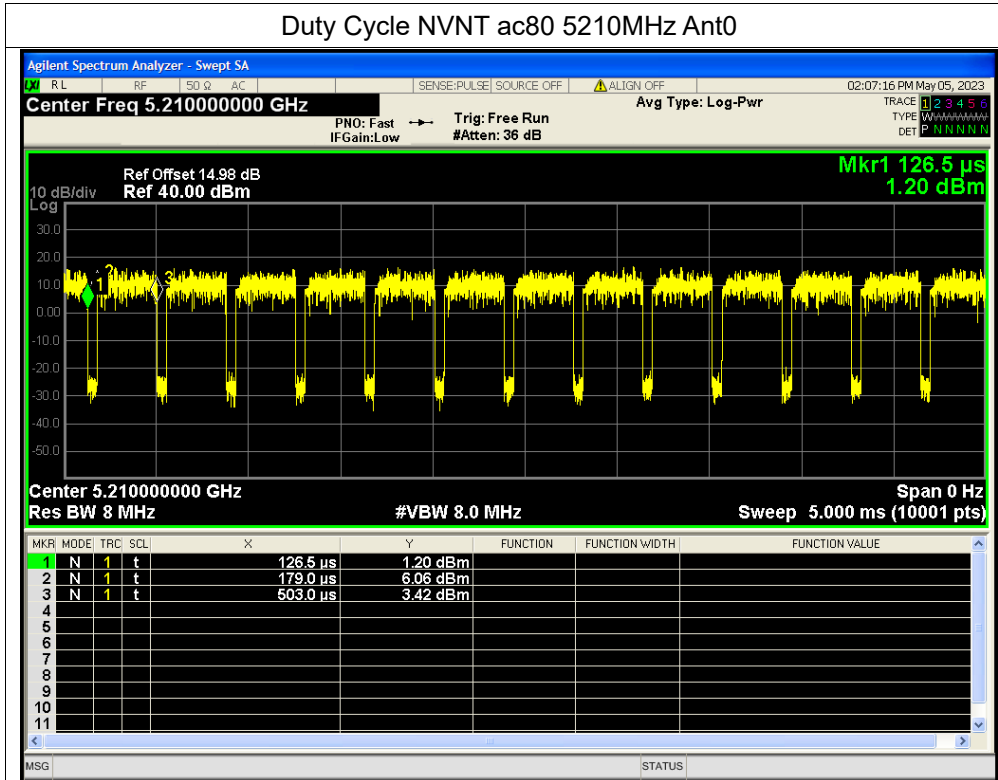 Duty Cycle NVNT ac80 5210MHz Ant0
Agilent Spectrum Analyzer - Swept SA
LXI RL RF 50 Ω AC SENSE:PULSE SOURCE OFF ALIGN OFF 02:07:16 PM May 05, 2023
Center Freq 5.210000000 GHz Avg Type: Log-Pwr TRACE 1 2 3 4 5 6
PNO: Fast Trig: Free Run TYPE W
IFGain:Low #Atten: 36 dB DET P N N N N N
Mkr1 126.5 µs
Ref Offset 14.98 dB
10 dB/div Ref 40.00 dBm 1.20 dBm
Log
30.0
20.0
10.0
0.00
-10.0
-20.0
-30.0
-40.0
-50.0
1
2
3
Center 5.210000000 GHz Span 0 Hz
Res BW 8 MHz #VBW 8.0 MHz Sweep 5.000 ms (10001 pts)
MKR MODE TRC SCL X Y FUNCTION FUNCTION WIDTH FUNCTION VALUE
1 N 1 t 126.5 µs 1.20 dBm
2 N 1 t 179.0 µs 6.06 dBm
3 N 1 t 503.0 µs 3.42 dBm
4
5
6
7
8
9
10
11
MSG STATUS